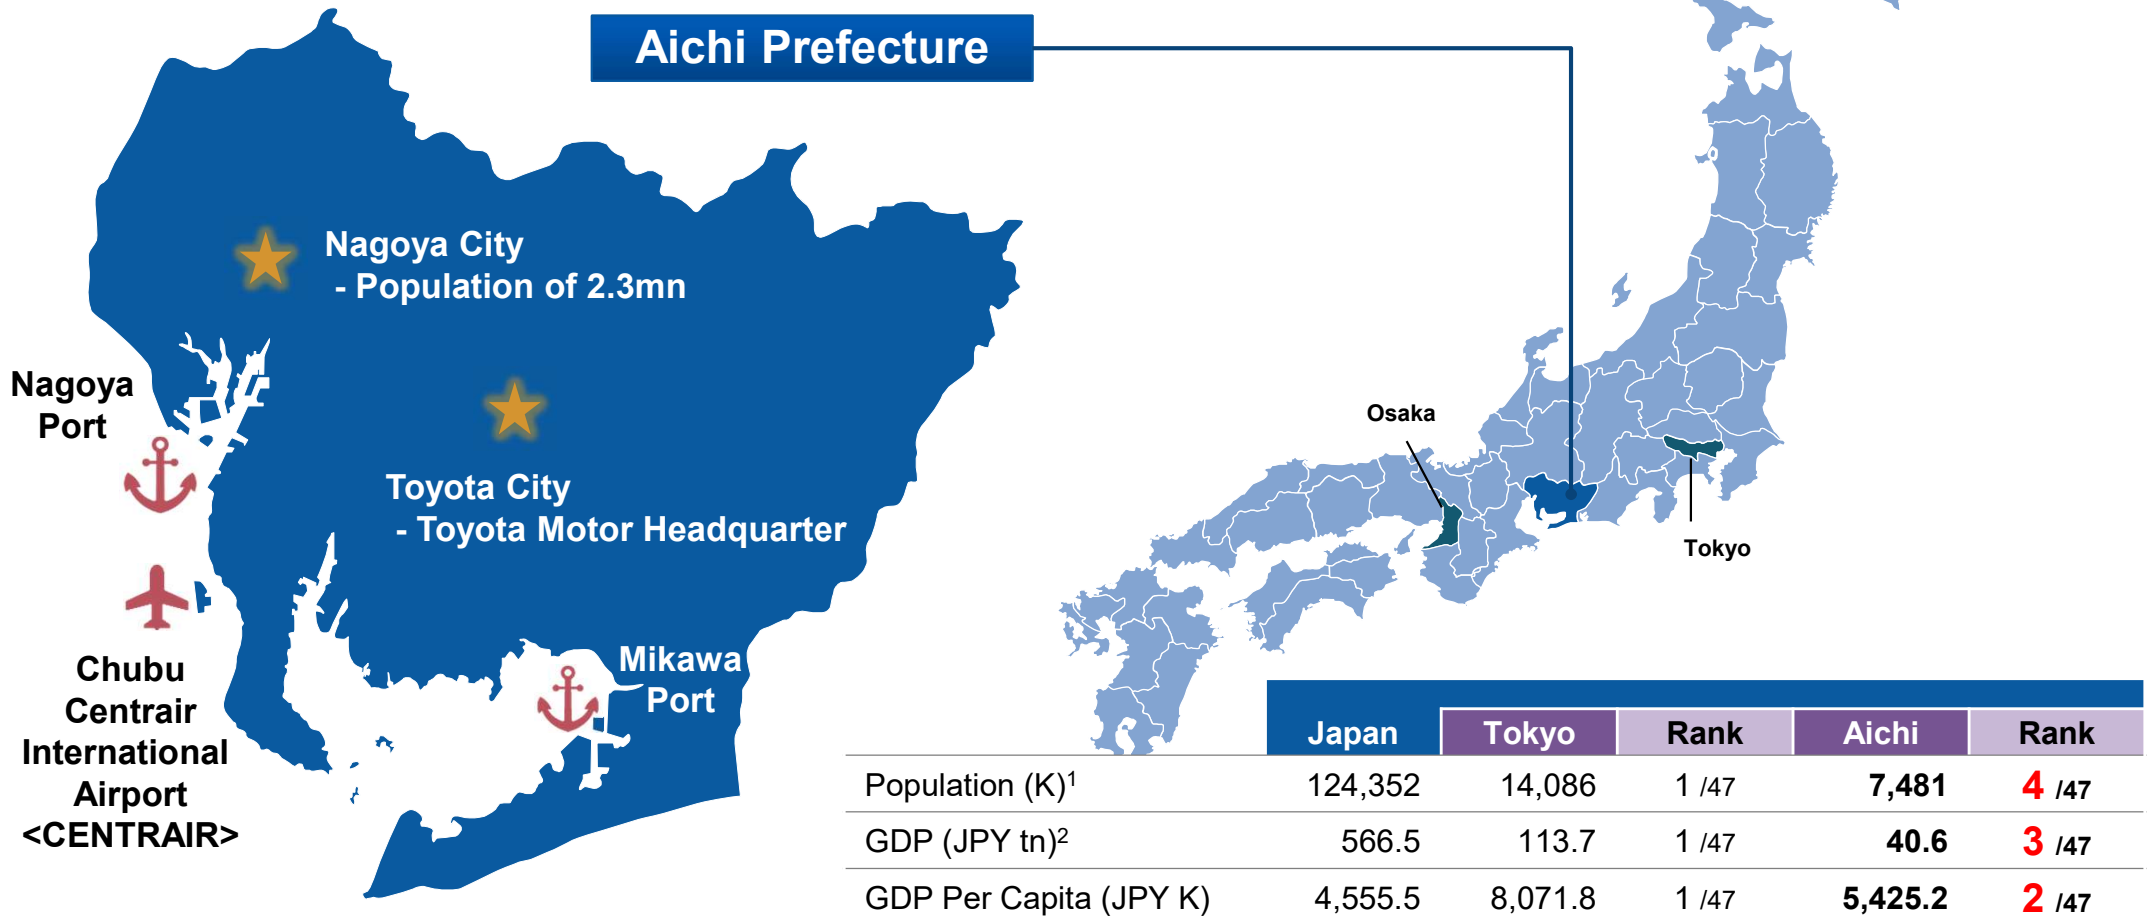 Aichi Prefecture
Nagoya City
- Population of 2.3mn
Nagoya
Port
Toyota City
- Toyota Motor Headquarter
Chubu
Centrair
International
Airport
<CENTRAIR>
Mikawa
Port
Osaka
Tokyo
Japan Tokyo Rank Aichi Rank
Population (K)¹ 124,352 14,086 1 /47 7,481 4 /47
GDP (JPY tn)² 566.5 113.7 1 /47 40.6 3 /47
GDP Per Capita (JPY K) 4,555.5 8,071.8 1 /47 5,425.2 2 /47